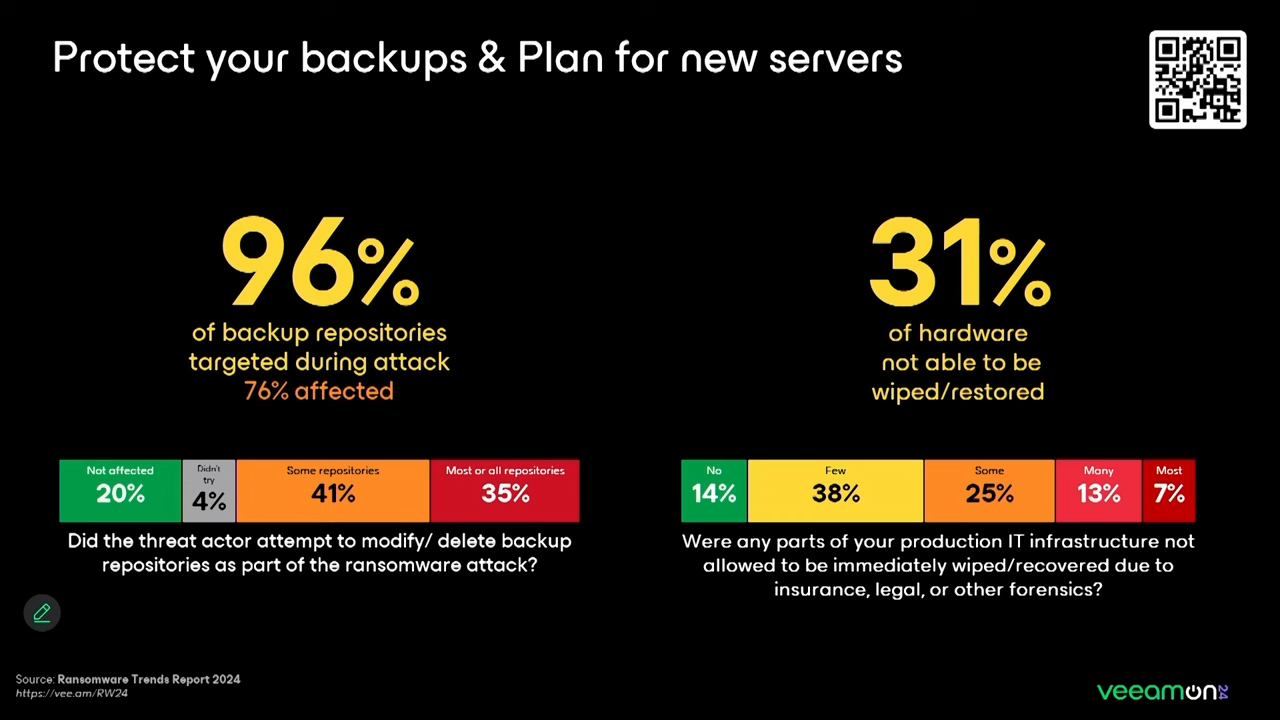 Protect your backups & Plan for new servers
96%
of backup repositories
targeted during attack
76% affected
Not affected
20%
Didn't
try
4%
Some repositories
41%
Most or all repositories
35%
Did the threat actor attempt to modify/ delete backup
repositories as part of the ransomware attack?
31%
of hardware
not able to be
wiped/restored
No
14%
Few
38%
Some
25%
Many
13%
Most
7%
Were any parts of your production IT infrastructure not
allowed to be immediately wiped/recovered due to
insurance, legal, or other forensics?
Source: Ransomware Trends Report 2024
https://vee.am/RW24
veeamon24